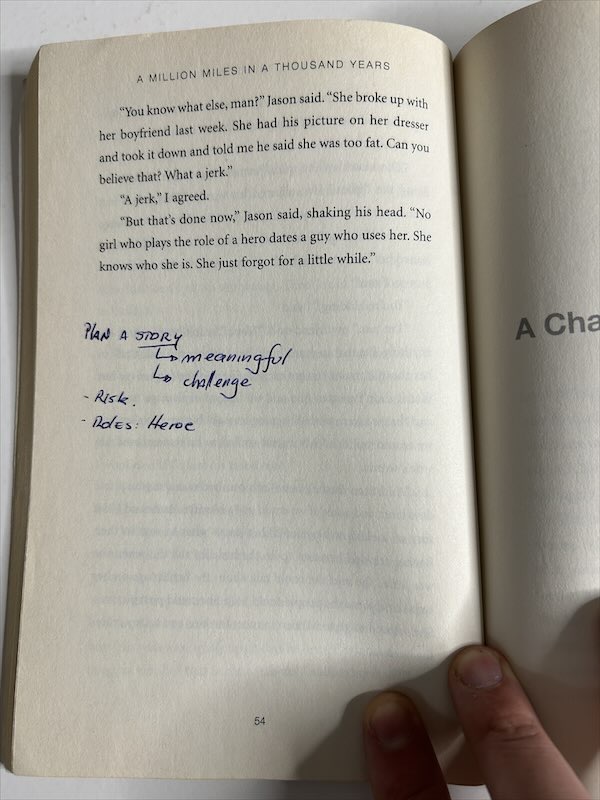 A MILLION MILES IN A THOUSAND YEARS
“You know what else, man?” Jason said. “She broke up with
her boyfriend last week. She had his picture on her dresser
and took it down and told me he said she was too fat. Can you
believe that? What a jerk.”
“A jerk,” I agreed.
“But that’s done now,” Jason said, shaking his head. “No
girl who plays the role of a hero dates a guy who uses her. She
knows who she is. She just forgot for a little while.”
PLAN A STORY
↳ meaningful
↳ challenge
- Risk.
- Roles: Heroe
54
A Cha